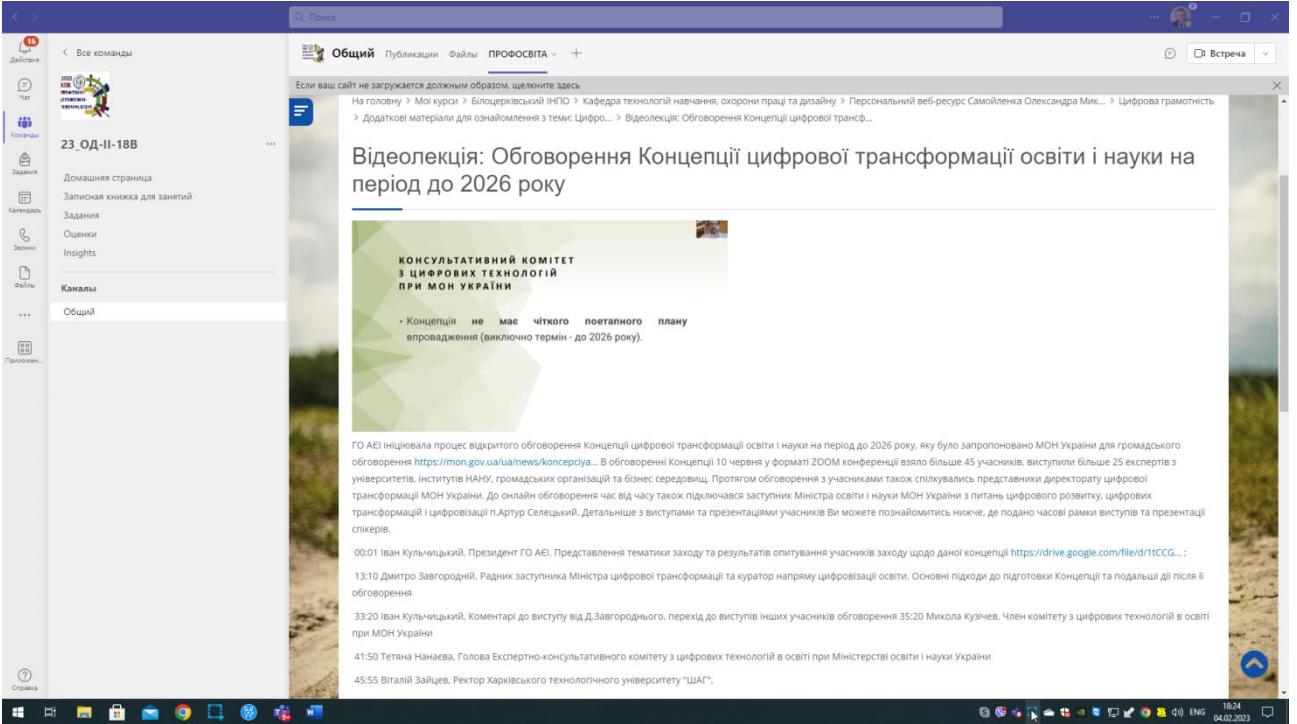 Поиск
16
Действия
Чат
Команды
Задания
Календарь
Звонки
Файлы
Приложен...
Справка
Все команды
23_ОД-ІІ-18В
Домашняя страница
Записная книжка для занятий
Задания
Оценки
Insights
Каналы
Общий
Общий Публикации Файлы ПРОФОСВІТА
Встреча
Если ваш сайт не загружается должным образом, щелкните здесь
На головну > Мої курси > Білоцерківський ІНПО > Кафедра технологій навчання, охорони праці та дизайну > Персональний веб-ресурс Самойленка Олександра Мик... > Цифрова грамотність
> Додаткові матеріали для ознайомлення з теми: Цифро... > Відеолекція: Обговорення Концепції цифрової трансф...
Відеолекція: Обговорення Концепції цифрової трансформації освіти і науки на
період до 2026 року
КОНСУЛЬТАТИВНИЙ КОМІТЕТ
З ЦИФРОВИХ ТЕХНОЛОГІЙ
ПРИ МОН УКРАЇНИ
• Концепція не має чіткого поетапного плану
впровадження (виключно термін - до 2026 року).
ГО АЄІ ініціювала процес відкритого обговорення Концепції цифрової трансформації освіти і науки на період до 2026 року, яку було запропоновано МОН України для громадського
обговорення https://mon.gov.ua/ua/news/koncepciya... В обговоренні Концепції 10 червня у форматі ZOOM конференції взяло більше 45 учасників, виступили більше 25 експертів з
університетів, інститутів НАНУ, громадських організацій та бізнес середовищ. Протягом обговорення з учасниками також спілкувались представники директорату цифрової
трансформації МОН України. До онлайн обговорення час від часу також підключався заступник Міністра освіти і науки МОН України з питань цифрового розвитку, цифрових
трансформацій і цифровізації п.Артур Селецький. Детальніше з виступами та презентаціями учасників Ви можете познайомитись нижче, де подано часові рамки виступів та презентації
спікерів.
00:01 Іван Кульчицький, Президент ГО АЄІ. Представлення тематики заходу та результатів опитування учасників заходу щодо даної концепції https://drive.google.com/file/d/1tCCG... ;
13:10 Дмитро Завгородній, Радник заступника Міністра цифрової трансформації та куратор напряму цифровізації освіти. Основні підходи до підготовки Концепції та подальші дії після її
обговорення
33:20 Іван Кульчицький, Коментарі до виступу від Д.Завгороднього, перехід до виступів інших учасників обговорення 35:20 Микола Кузічев, Член комітету з цифрових технологій в освіті
при МОН України
41:50 Тетяна Нанаєва, Голова Експертно-консультативного комітету з цифрових технологій в освіті при Міністерстві освіти і науки України
45:55 Віталій Зайцев, Ректор Харківського технологічного університету "ШАГ",
ENG
18:24
04.02.2023